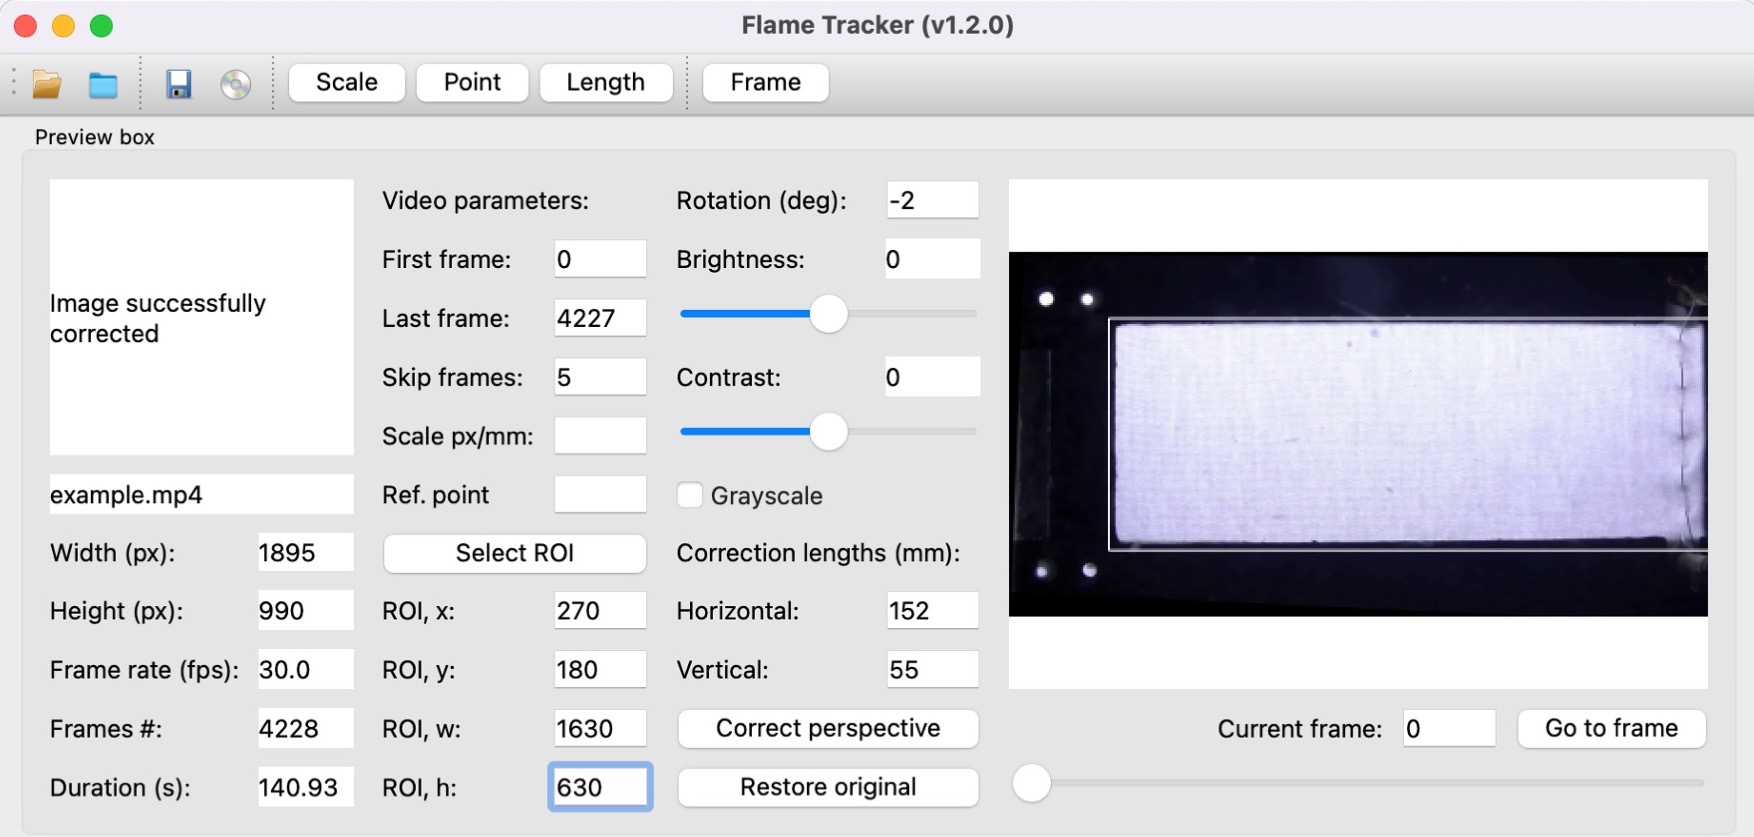 Flame Tracker (v1.2.0)
Scale
Point
Length
Frame
Preview box
Image successfully
corrected
example.mp4
Width (px): 1895
Height (px): 990
Frame rate (fps): 30.0
Frames #: 4228
Duration (s): 140.93
Video parameters:
First frame: 0
Last frame: 4227
Skip frames: 5
Scale px/mm:
Ref. point
Select ROI
ROI, x: 270
ROI, y: 180
ROI, w: 1630
ROI, h: 630
Rotation (deg): -2
Brightness: 0
Contrast: 0
Grayscale
Correction lengths (mm):
Horizontal: 152
Vertical: 55
Correct perspective
Restore original
Current frame: 0
Go to frame